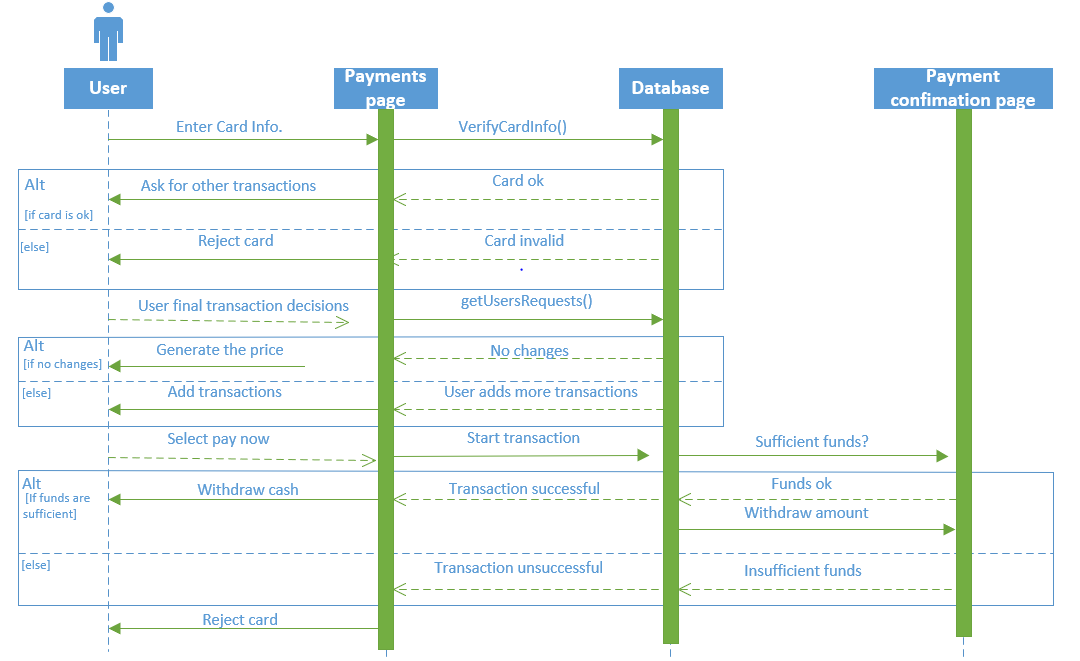 User
Payments
page
Database
Payment
confimation page
Enter Card Info.
VerifyCardInfo()
Alt
[if card is ok]
Ask for other transactions
Card ok
[else]
Reject card
Card invalid
User final transaction decisions
getUsersRequests()
Alt
[if no changes]
Generate the price
No changes
[else]
Add transactions
User adds more transactions
Select pay now
Start transaction
Sufficient funds?
Alt
[If funds are
sufficient]
Withdraw cash
Transaction successful
Funds ok
Withdraw amount
[else]
Transaction unsuccessful
Insufficient funds
Reject card